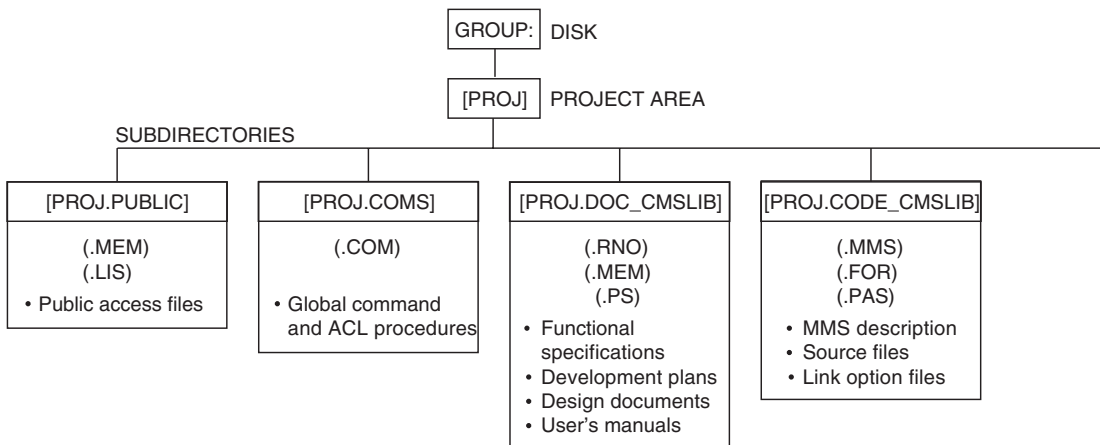 GROUP: DISK
[PROJ] PROJECT AREA
SUBDIRECTORIES
[PROJ.PUBLIC]
(.MEM)
(.LIS)
• Public access files
[PROJ.COMS]
(.COM)
• Global command
and ACL procedures
[PROJ.DOC_CMSLIB]
(.RNO)
(.MEM)
(.PS)
• Functional
specifications
• Development plans
• Design documents
• User's manuals
[PROJ.CODE_CMSLIB]
(.MMS)
(.FOR)
(.PAS)
• MMS description
• Source files
• Link option files